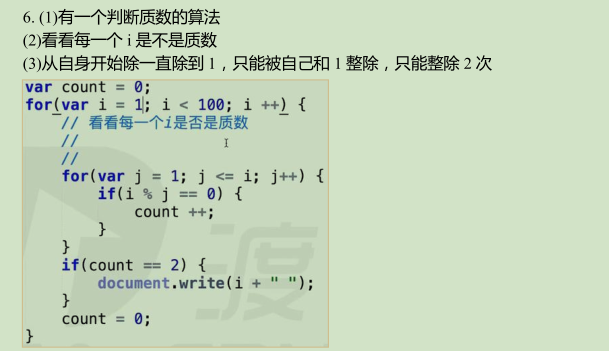 6. (1)有一个判断质数的算法
(2)看看每一个 i 是不是质数
(3)从自身开始除一直除到 1，只能被自己和 1 整除，只能整除 2 次
var count = 0;
for(var i = 1; i < 100; i ++) {
// 看看每一个i是否是质数
//
//
for(var j = 1; j <= i; j++) {
if(i % j == 0) {
count ++;
}
}
if(count == 2) {
document.write(i + " ");
}
count = 0;
}
渡